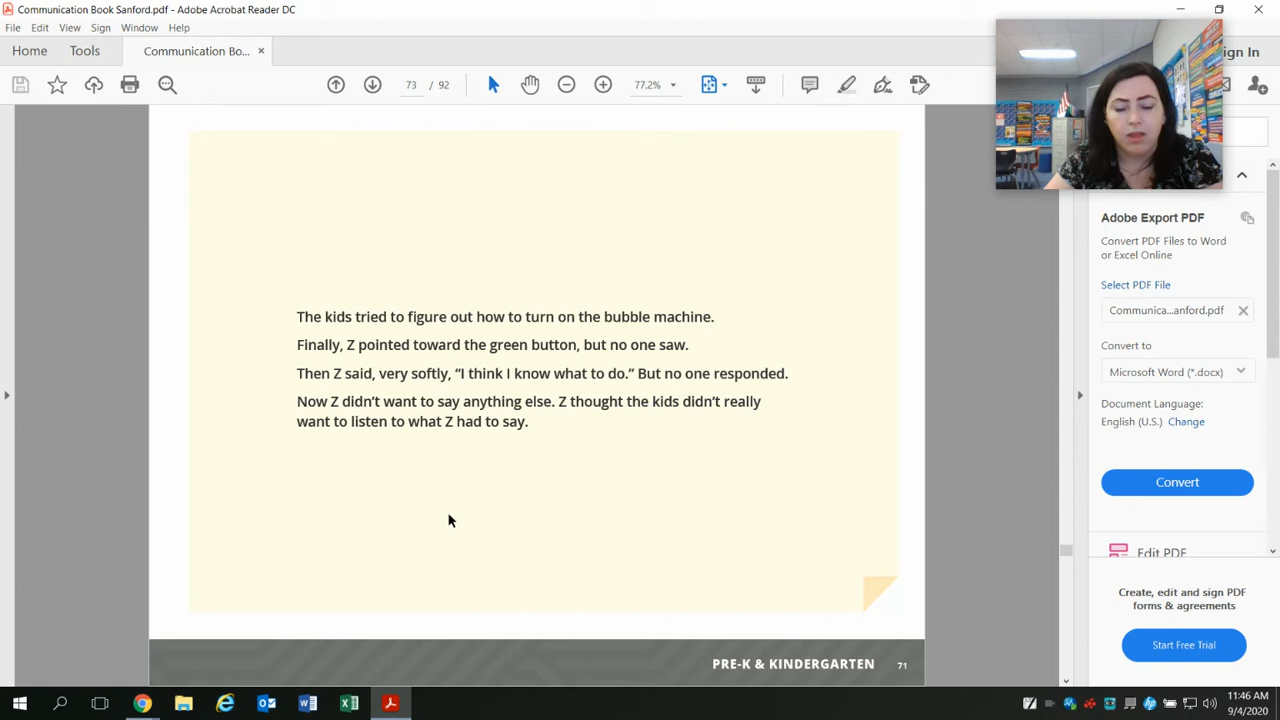 Communication Book Sanford.pdf - Adobe Acrobat Reader DC
File Edit View Sign Window Help
Home Tools Communication Bo... × Sign In
73 / 92 77.2%
The kids tried to figure out how to turn on the bubble machine.
Finally, Z pointed toward the green button, but no one saw.
Then Z said, very softly, “I think I know what to do.” But no one responded.
Now Z didn’t want to say anything else. Z thought the kids didn’t really
want to listen to what Z had to say.
PRE-K & KINDERGARTEN 71
Adobe Export PDF
Convert PDF Files to Word
or Excel Online
Select PDF File
Communica...anford.pdf
Convert to
Microsoft Word (*.docx)
Document Language:
English (U.S.) Change
Convert
Edit PDF
Create, edit and sign PDF
forms & agreements
Start Free Trial
11:46 AM
9/4/2020